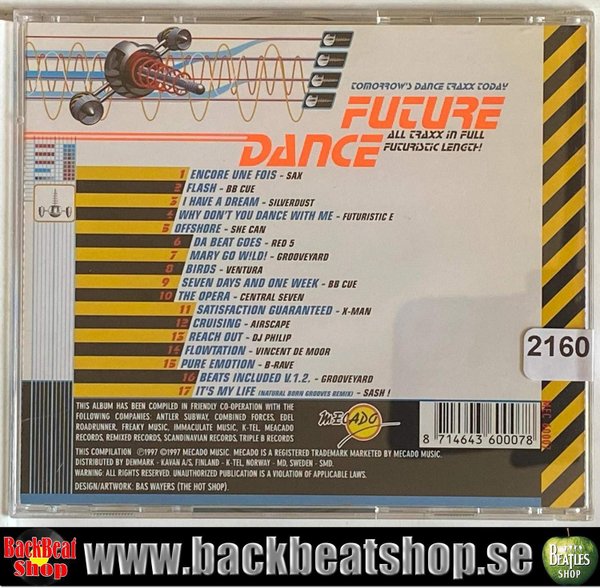 TOMORROW'S DANCE TRAXX TODAY
FUTURE
DANCE
ALL TRAXX IN FULL
FUTURISTIC LENGTH!
1 ENCORE UNE FOIS - SAX
2 FLASH - BB CUE
3 I HAVE A DREAM - SILVERDUST
4 WHY DON'T YOU DANCE WITH ME - FUTURISTIC E
5 OFFSHORE - SHE CAN
6 DA BEAT GOES - RED 5
7 MARY GO W!LD! - GROOVEYARD
8 BIRDS - VENTURA
9 SEVEN DAYS AND ONE WEEK - BB CUE
10 THE OPERA - CENTRAL SEVEN
11 SATISFACTION GUARANTEED - X-MAN
12 CRUISING - AIRSCAPE
13 REACH OUT - DJ PHILIP
14 FLOWTATION - VINCENT DE MOOR
15 PURE EMOTION - B-RAVE
16 BEATS INCLUDED V.1.2. - GROOVEYARD
17 IT'S MY LIFE (NATURAL BORN GROOVES REMIX) - SASH !
2160
THIS ALBUM HAS BEEN COMPILED IN FRIENDLY CO-OPERATION WITH THE
FOLLOWING COMPANIES. ANTLER SUBWAY, COMBINED FORCES, EDEL
ROADRUNNER, FREAKY MUSIC, IMMACULATE MUSIC, K-TEL, MEACADO
RECORDS, REMIXED RECORDS, SCANDINAVIAN RECORDS, TRIPLE B RECORDS
MECADO
8 714643 600078
THIS COMPILATION ℗1997 ©1997 MECADO MUSIC. MECADO IS A REGISTERED TRADEMARK MARKETED BY MECADO MUSIC.
DISTRIBUTED BY DENMARK - KAVAN A/S, FINLAND - K-TEL, NORWAY - MD, SWEDEN - SMD.
WARNING: ALL RIGHTS RESERVED. UNAUTHORIZED PUBLICATION IS A VIOLATION OF APPLICABLE LAWS.
DESIGN/ARTWORK: BAS WAYERS (THE HOT SHOP).
BackBeat
Shop
www.backbeatshop.se
BEATLES
SHOP